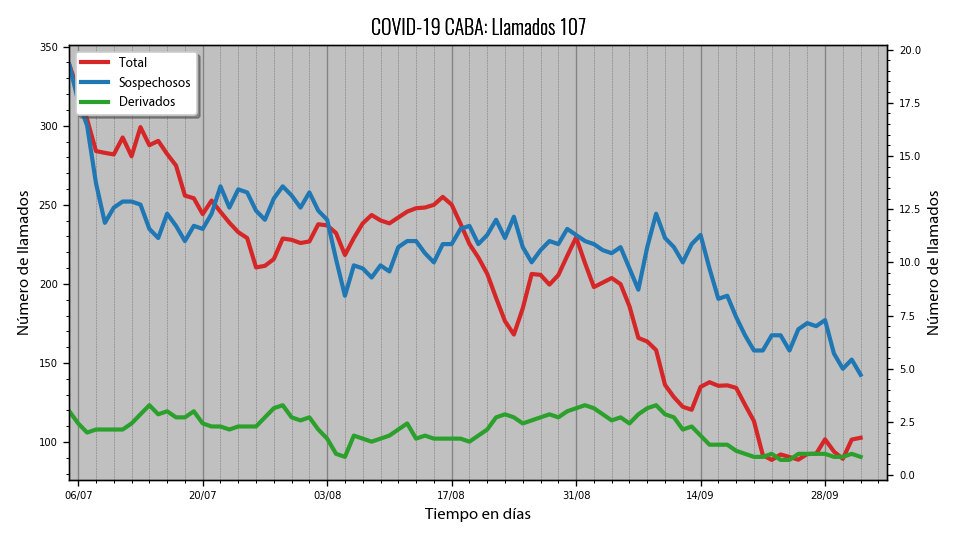 COVID-19 CABA: Llamados 107
Total
Sospechosos
Derivados
Número de llamados
350
300
250
200
150
100
20.0
17.5
15.0
12.5
10.0
7.5
5.0
2.5
0.0
Número de llamados
06/07 20/07 03/08 17/08 31/08 14/09 28/09
Tiempo en días